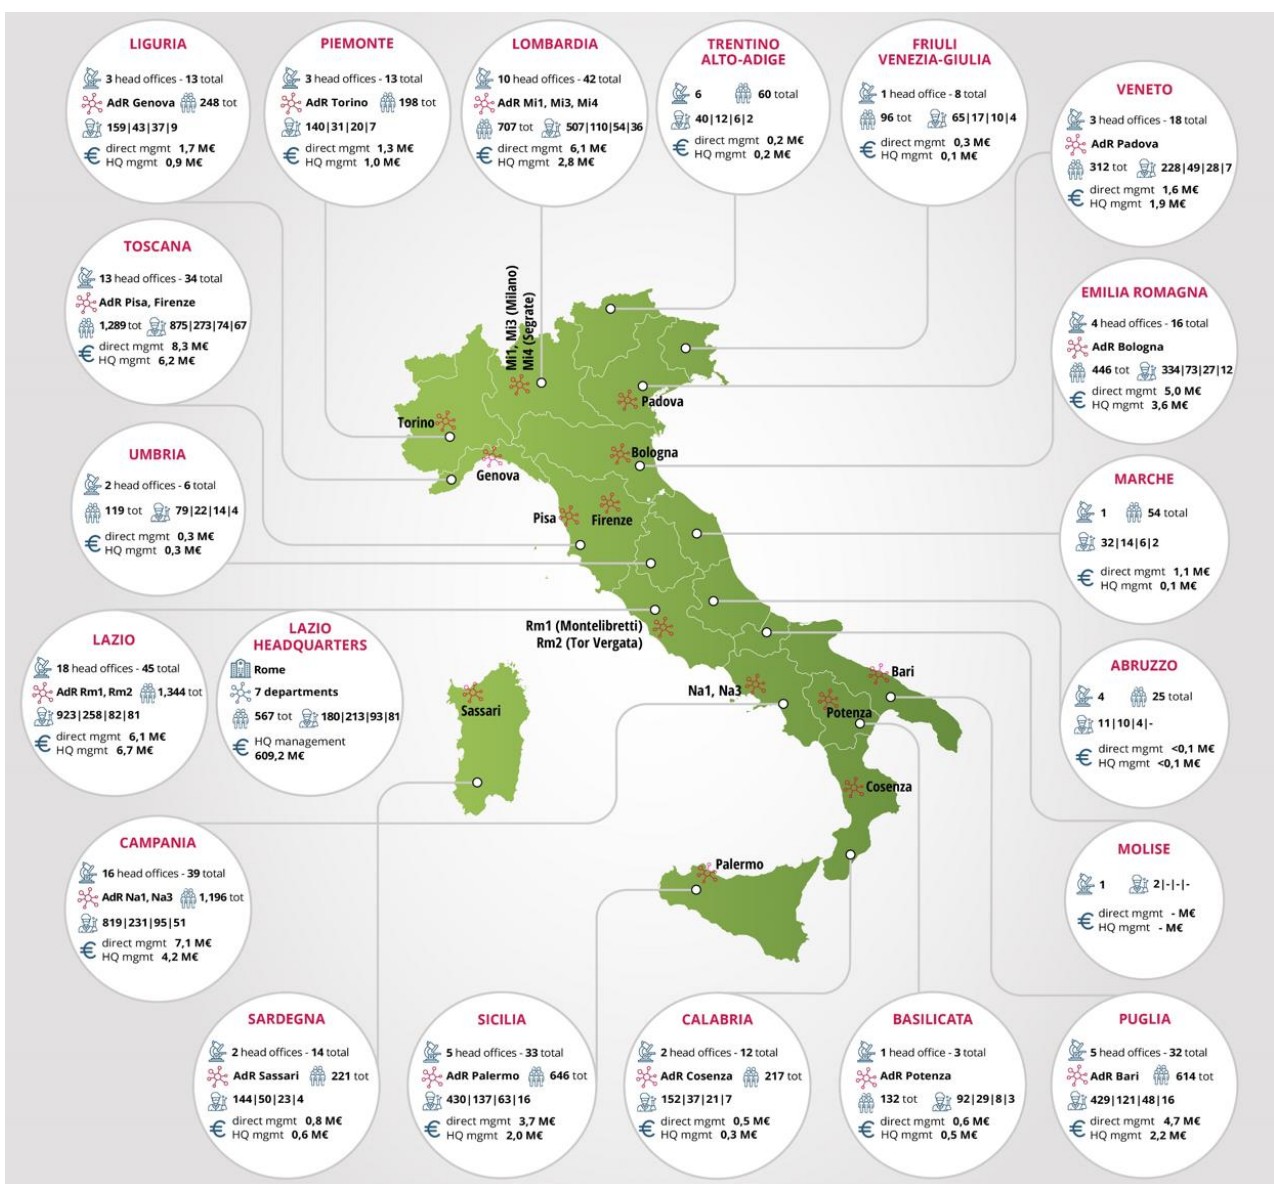 LIGURIA
3 head offices - 13 total
AdR Genova 248 tot
159|43|37|9
direct mgmt 1,7 M€
HQ mgmt 0,9 M€
PIEMONTE
3 head offices - 13 total
AdR Torino 198 tot
140|31|20|7
direct mgmt 1,3 M€
HQ mgmt 1,0 M€
LOMBARDIA
10 head offices - 42 total
AdR Mi1, Mi3, Mi4
707 tot 507|110|54|36
direct mgmt 6,1 M€
HQ mgmt 2,8 M€
TRENTINO
ALTO-ADIGE
6 60 total
40|12|6|2
direct mgmt 0,2 M€
HQ mgmt 0,2 M€
FRIULI
VENEZIA-GIULIA
1 head office - 8 total
96 tot 65|17|10|4
direct mgmt 0,3 M€
HQ mgmt 0,1 M€
VENETO
3 head offices - 18 total
AdR Padova
312 tot 228|49|28|7
direct mgmt 1,6 M€
HQ mgmt 1,9 M€
TOSCANA
13 head offices - 34 total
AdR Pisa, Firenze
1,289 tot 875|273|74|67
direct mgmt 8,3 M€
HQ mgmt 6,2 M€
EMILIA ROMAGNA
4 head offices - 16 total
AdR Bologna
446 tot 334|73|27|12
direct mgmt 5,0 M€
HQ mgmt 3,6 M€
UMBRIA
2 head offices - 6 total
119 tot 79|22|14|4
direct mgmt 0,3 M€
HQ mgmt 0,3 M€
MARCHE
1 54 total
32|14|6|2
direct mgmt 1,1 M€
HQ mgmt 0,1 M€
LAZIO
18 head offices - 45 total
AdR Rm1, Rm2 1,344 tot
923|258|82|81
direct mgmt 6,1 M€
HQ mgmt 6,7 M€
LAZIO
HEADQUARTERS
Rome
7 departments
567 tot 180|213|93|81
HQ management
609,2 M€
ABRUZZO
4 25 total
11|10|4|-
direct mgmt <0,1 M€
HQ mgmt <0,1 M€
Mi1, Mi3 (Milano)
Mi4 (Segrate)
Torino
Padova
Bologna
Genova
Pisa
Firenze
Rm1 (Montelibretti)
Rm2 (Tor Vergata)
Na1, Na3
Bari
Potenza
Sassari
Cosenza
Palermo
CAMPANIA
16 head offices - 39 total
AdR Na1, Na3 1,196 tot
819|231|95|51
direct mgmt 7,1 M€
HQ mgmt 4,2 M€
MOLISE
1 2|-|-|-
direct mgmt - M€
HQ mgmt - M€
SARDEGNA
2 head offices - 14 total
AdR Sassari 221 tot
144|50|23|4
direct mgmt 0,8 M€
HQ mgmt 0,6 M€
SICILIA
5 head offices - 33 total
AdR Palermo 646 tot
430|137|63|16
direct mgmt 3,7 M€
HQ mgmt 2,0 M€
CALABRIA
2 head offices - 12 total
AdR Cosenza 217 tot
152|37|21|7
direct mgmt 0,5 M€
HQ mgmt 0,3 M€
BASILICATA
1 head office - 3 total
AdR Potenza
132 tot 92|29|8|3
direct mgmt 0,6 M€
HQ mgmt 0,5 M€
PUGLIA
5 head offices - 32 total
AdR Bari 614 tot
429|121|48|16
direct mgmt 4,7 M€
HQ mgmt 2,2 M€